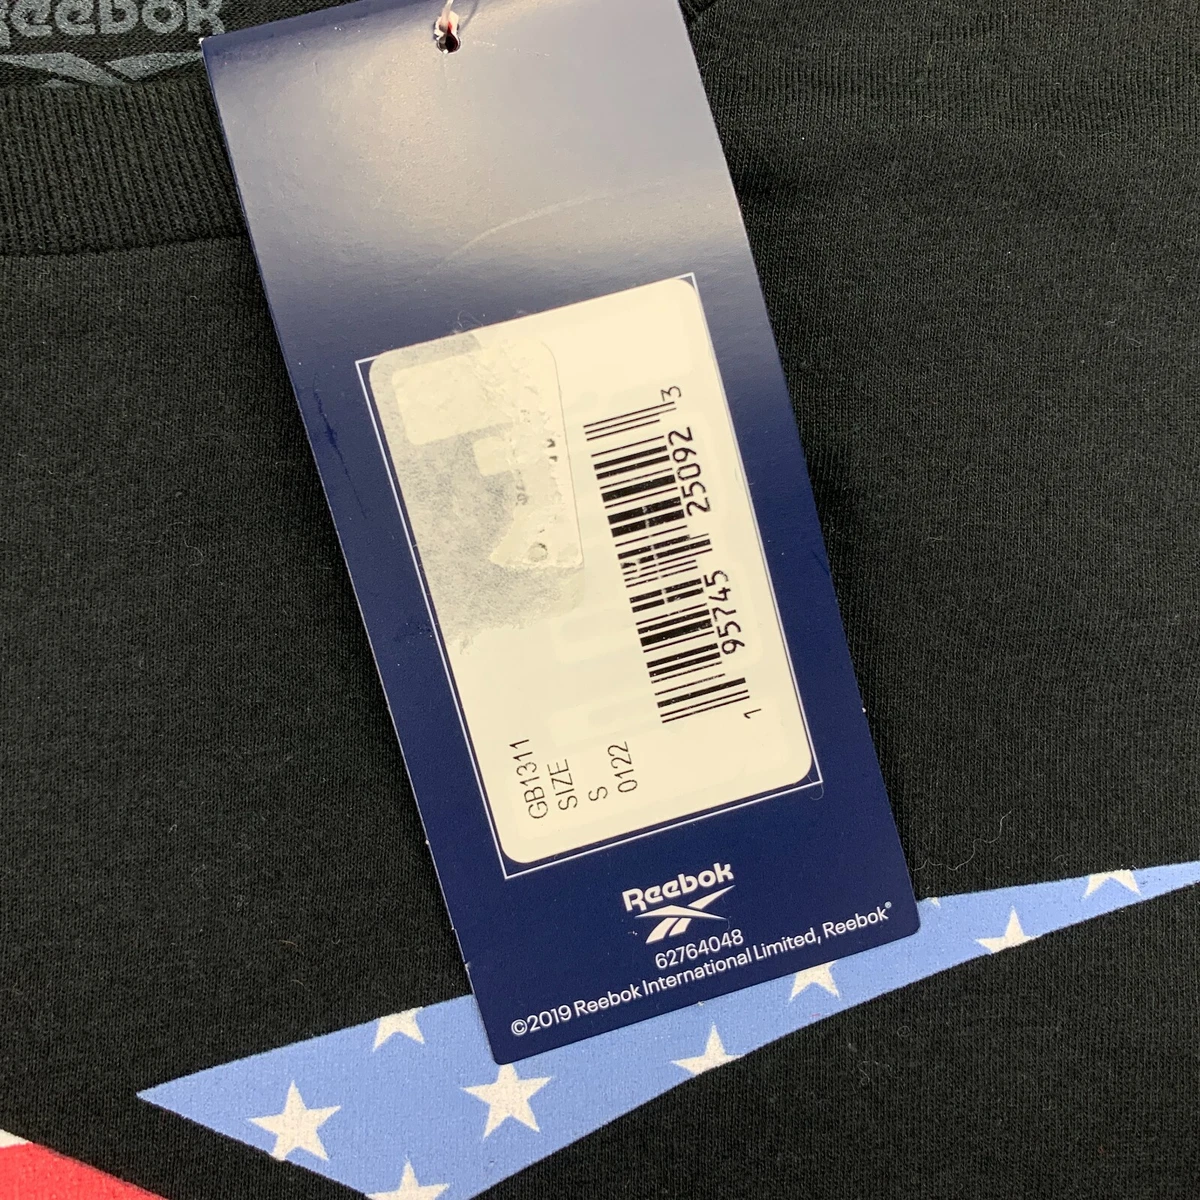 Reebok
GB1311
SIZE
S
0122
1 95745 25092 3
Reebok
62764048
©2019 Reebok International Limited, Reebok®